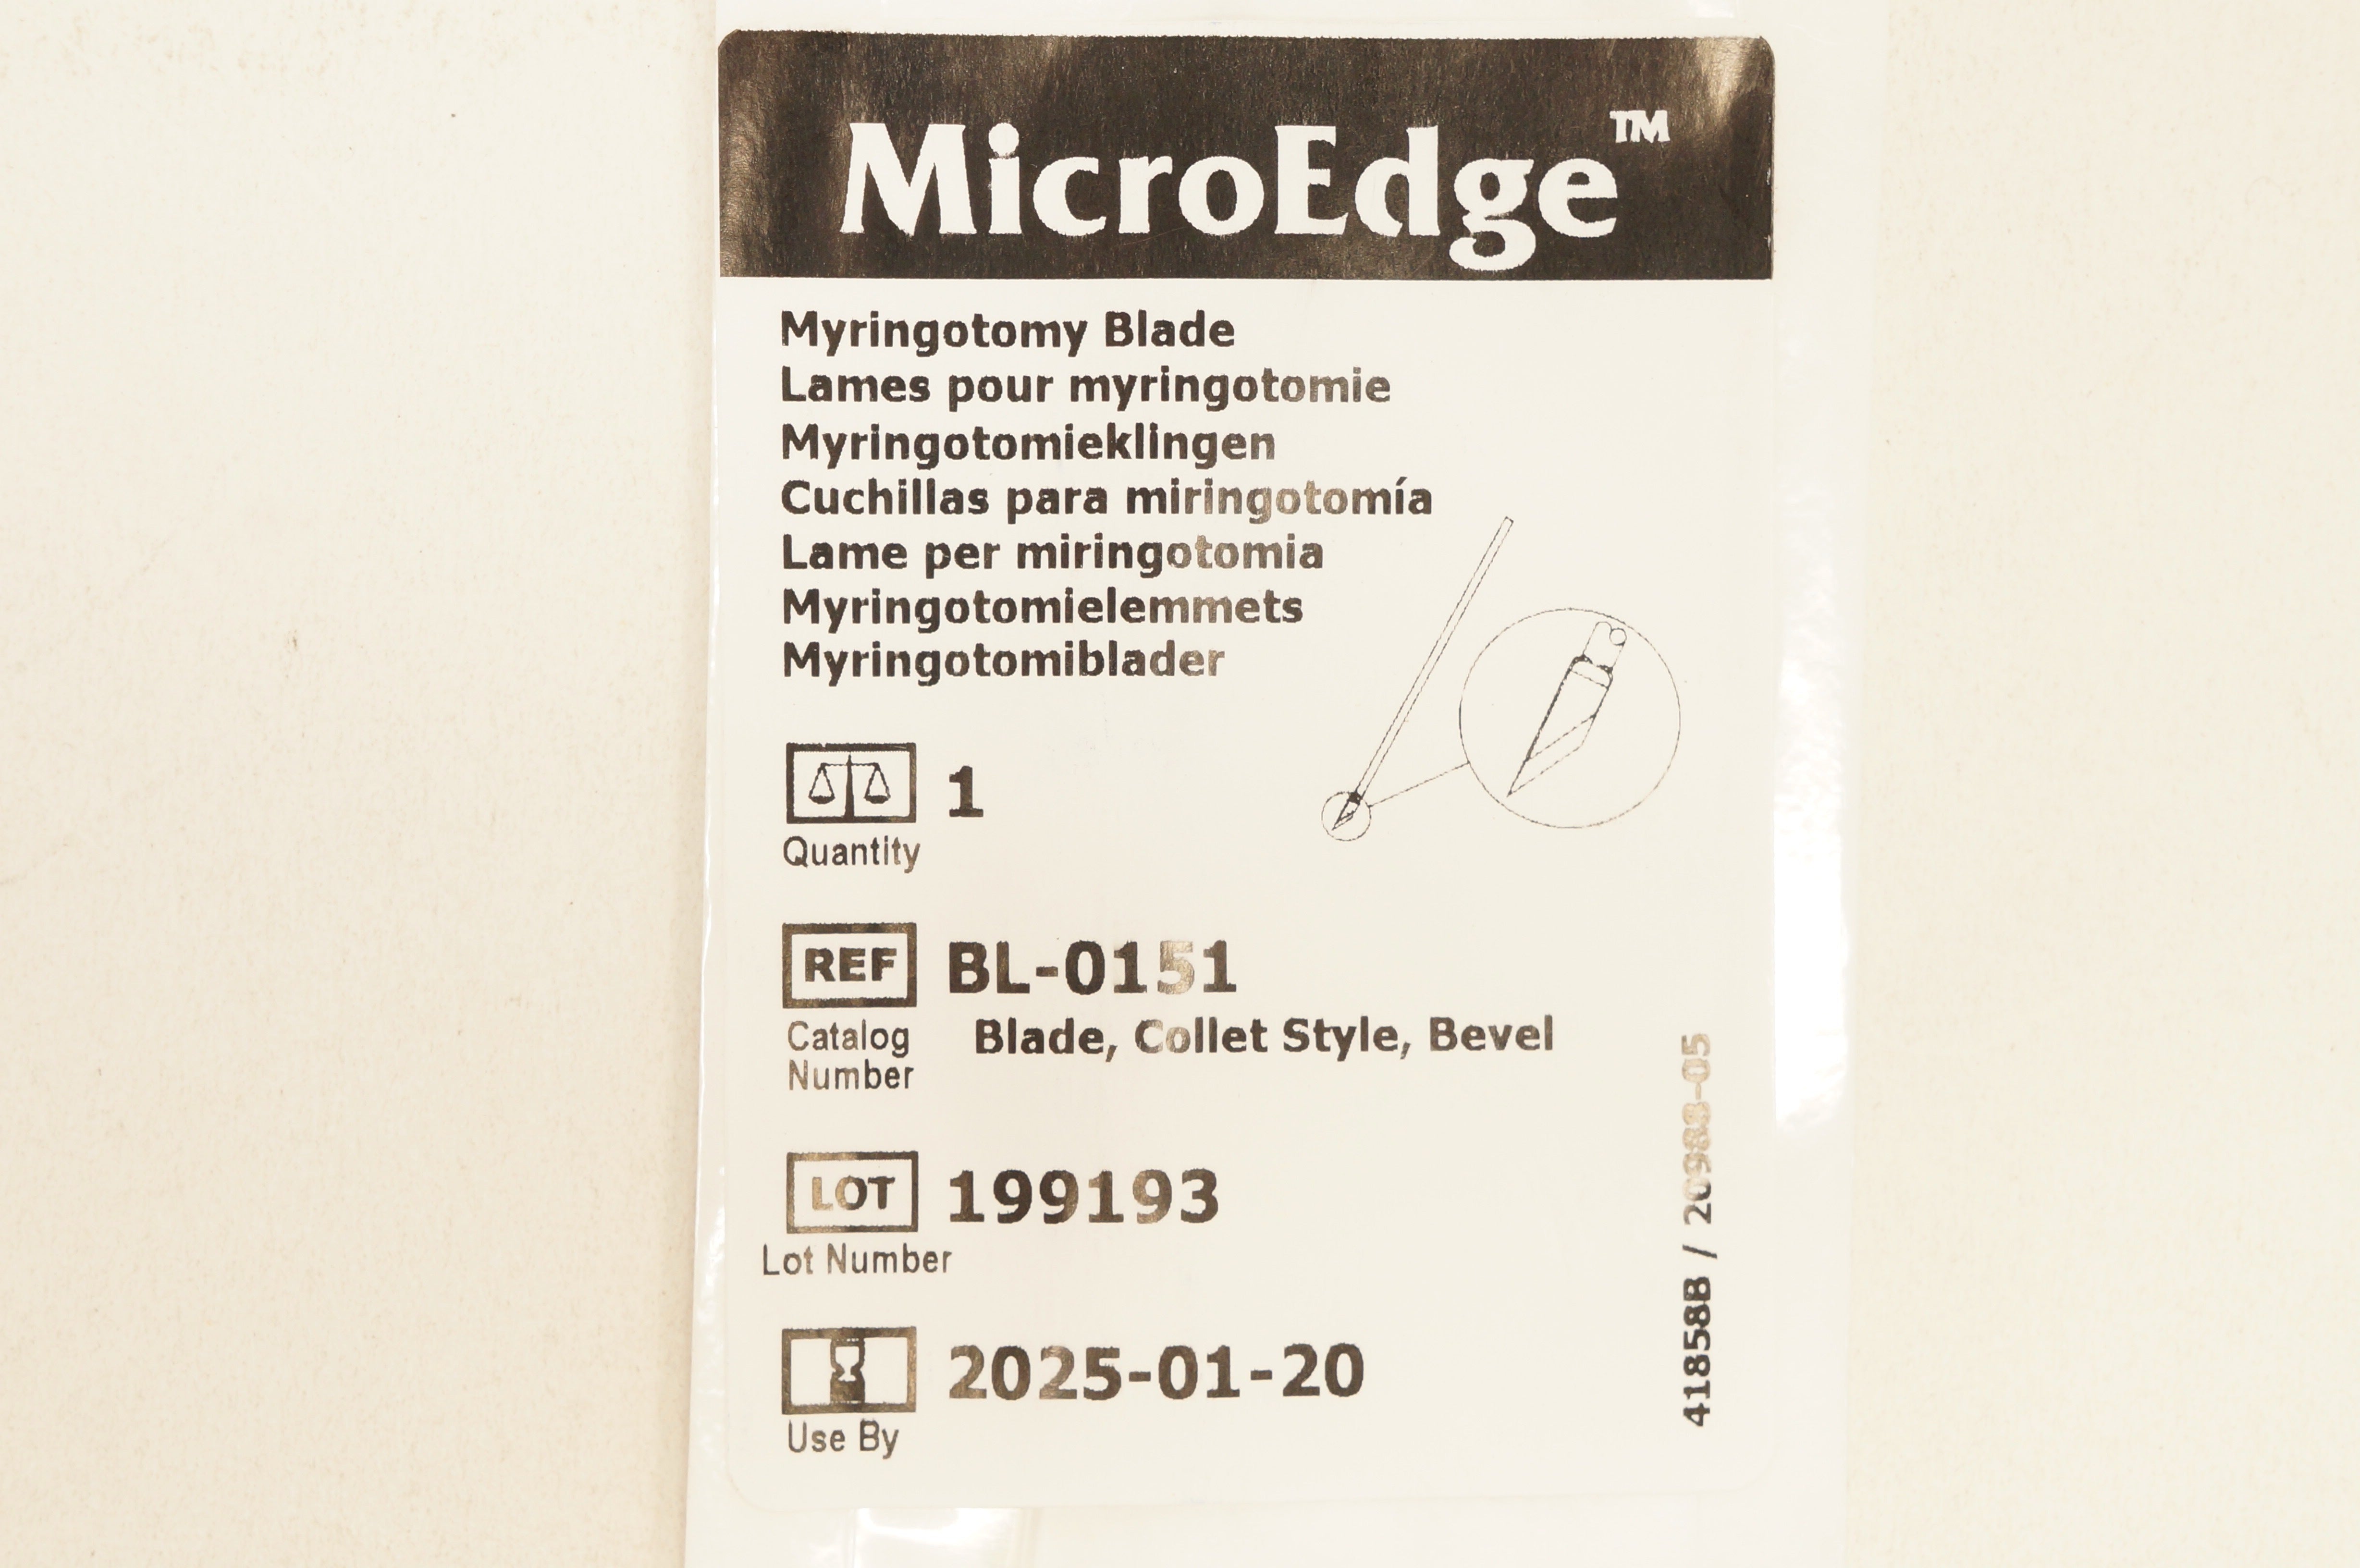 MicroEdge™
Myringotomy Blade
Lames pour myringotomie
Myringotomieklingen
Cuchillas para miringotomía
Lame per miringotomia
Myringotomielemmets
Myringotomiblader
1
Quantity
REF BL-0151
Catalog Number
Blade, Collet Style, Bevel
LOT 199193
Lot Number
2025-01-20
Use By
41858B / 20988-05